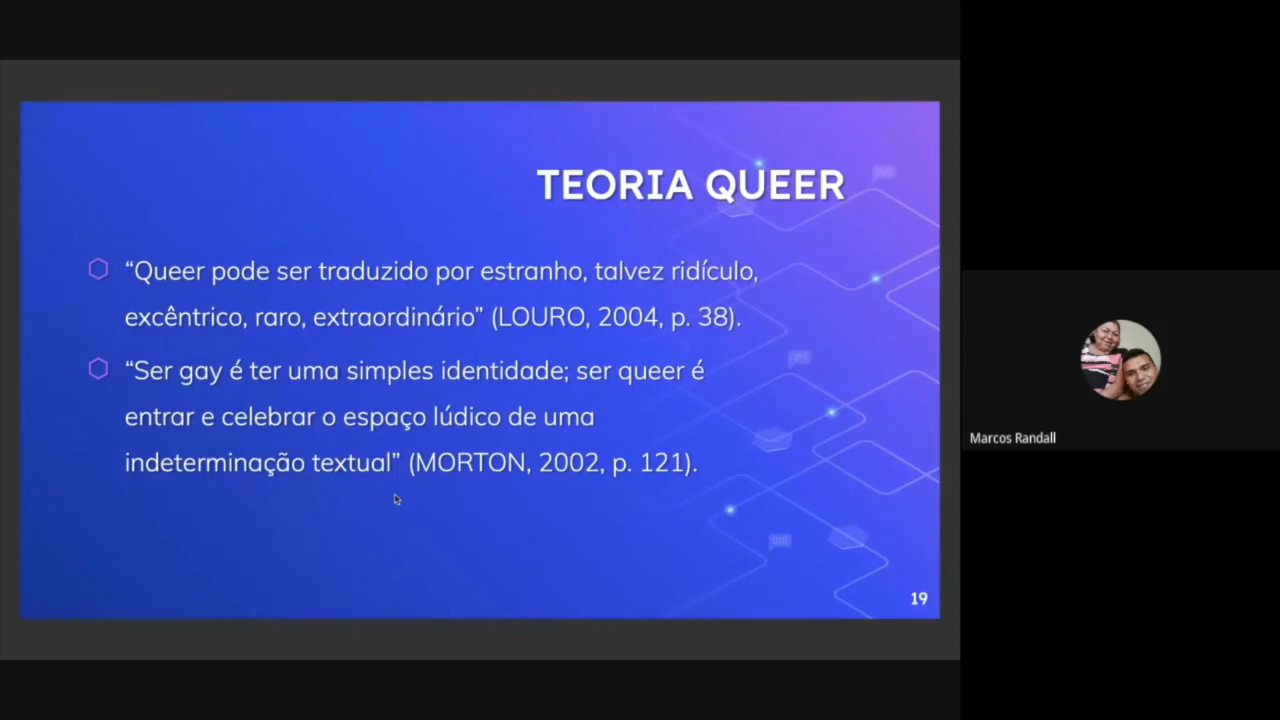 TEORIA QUEER
“Queer pode ser traduzido por estranho, talvez ridículo,
excêntrico, raro, extraordinário” (LOURO, 2004, p. 38).
“Ser gay é ter uma simples identidade; ser queer é
entrar e celebrar o espaço lúdico de uma
indeterminação textual” (MORTON, 2002, p. 121).
19
Marcos Randall